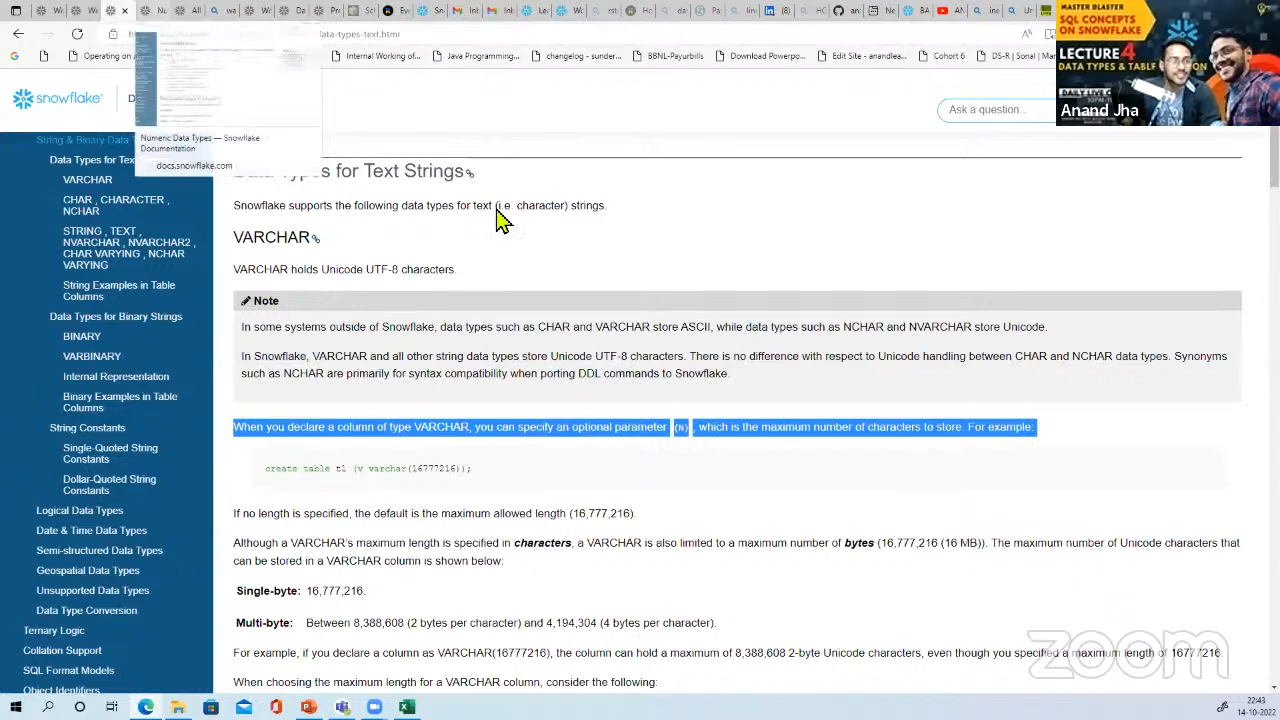 MASTER BLASTER
SQL CONCEPTS
ON SNOWFLAKE
LECTURE 4
DATA TYPES & TABLE
Anand Jha
snowflake
Ask a
Numeric Data Types — Snowflake
Documentation
docs.snowflake.com
String & Binary Data
Data Types for Text
VARCHAR
CHAR , CHARACTER ,
NCHAR
STRING , TEXT ,
NVARCHAR , NVARCHAR2 ,
CHAR VARYING , NCHAR
VARYING
String Examples in Table
Columns
Data Types for Binary Strings
BINARY
VARBINARY
Internal Representation
Binary Examples in Table
Columns
String Constants
Single-Quoted String
Constants
Dollar-Quoted String
Constants
Logical Data Types
Date & Time Data Types
Semi-structured Data Types
Geospatial Data Types
Unsupported Data Types
Data Type Conversion
Ternary Logic
Collation Support
SQL Format Models
Object Identifiers
Data Types for Text Strings
Snowflake supports the following data types for text (i.e. character) strings.
VARCHAR
VARCHAR holds Unicode UTF-8 characters.
Note
In some systems outside of Snowflake, data types such as CHAR and VARCHAR store ASCII, while data types such as NCHAR and NVARCHAR store Unicode.
In Snowflake, VARCHAR and all other string data types store Unicode UTF-8 characters. There is no difference with respect to Unicode handling between CHAR and NCHAR data types. Synonyms
such as NCHAR are primarily for syntax compatibility when porting DDL commands to Snowflake.
When you declare a column of type VARCHAR, you can specify an optional parameter (N) , which is the maximum number of characters to store. For example:
create table t1 (v varchar(16777216));
If no length is specified, the default is the maximum allowed length (16,777,216).
Although a VARCHAR's maximum length is specified in characters, a VARCHAR is also limited to a maximum number of bytes (16,777,216 (16 MB)). The maximum number of Unicode characters that
can be stored in a VARCHAR column is shown below:
Single-byte: 16,777,216.
Multi-byte: Between 8,388,608 (2 bytes per character) and 4,194,304 (4 bytes per character).
For example, if you declare a column as VARCHAR(16777216), the column can hold a maximum of 8,388,608 2-byte Unicode characters, even though you specified a maximum length of 16777216.
When choosing the maximum length for a VARCHAR column, consider the following:
zoom
22:43
14-10-2022